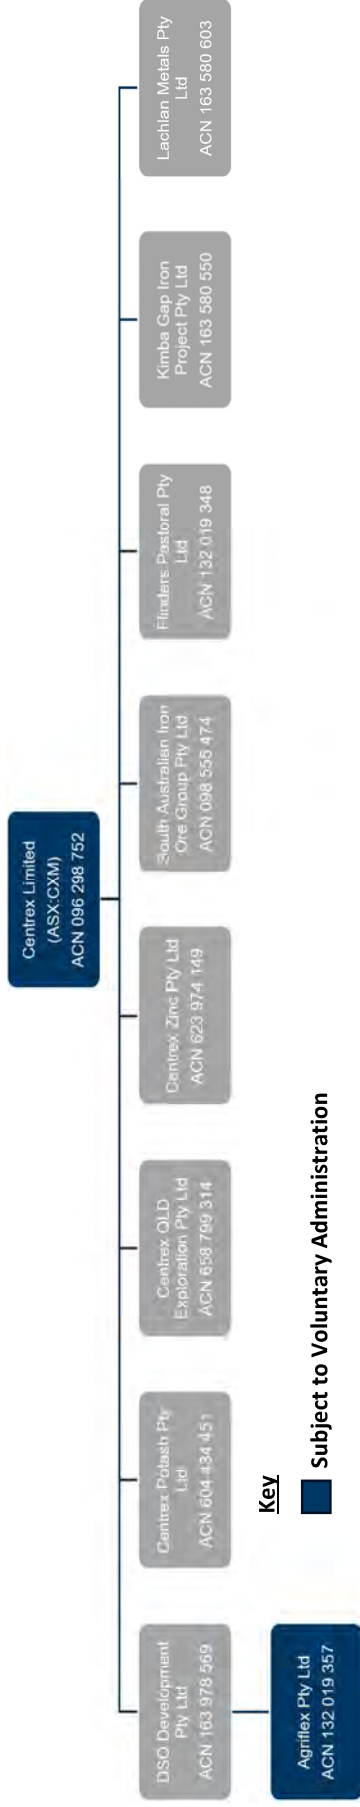 Centrex Limited
(ASX:CXM)
ACN 096 298 752
DSO Development
Pty Ltd
ACN 163 978 569
Centrex Potash Pty
Ltd
ACN 604 434 451
Centrex QLD
Exploration Pty Ltd
ACN 658 799 314
Centrex Zinc Pty Ltd
ACN 623 974 149
South Australian Iron
Ore Group Pty Ltd
ACN 098 555 474
Flinders Pastoral Pty
Ltd
ACN 132 019 348
Kimba Gap Iron
Project Pty Ltd
ACN 163 580 550
Lachlan Metals Pty
Ltd
ACN 163 580 603
Agriflex Pty Ltd
ACN 132 019 357
Key
Subject to Voluntary Administration